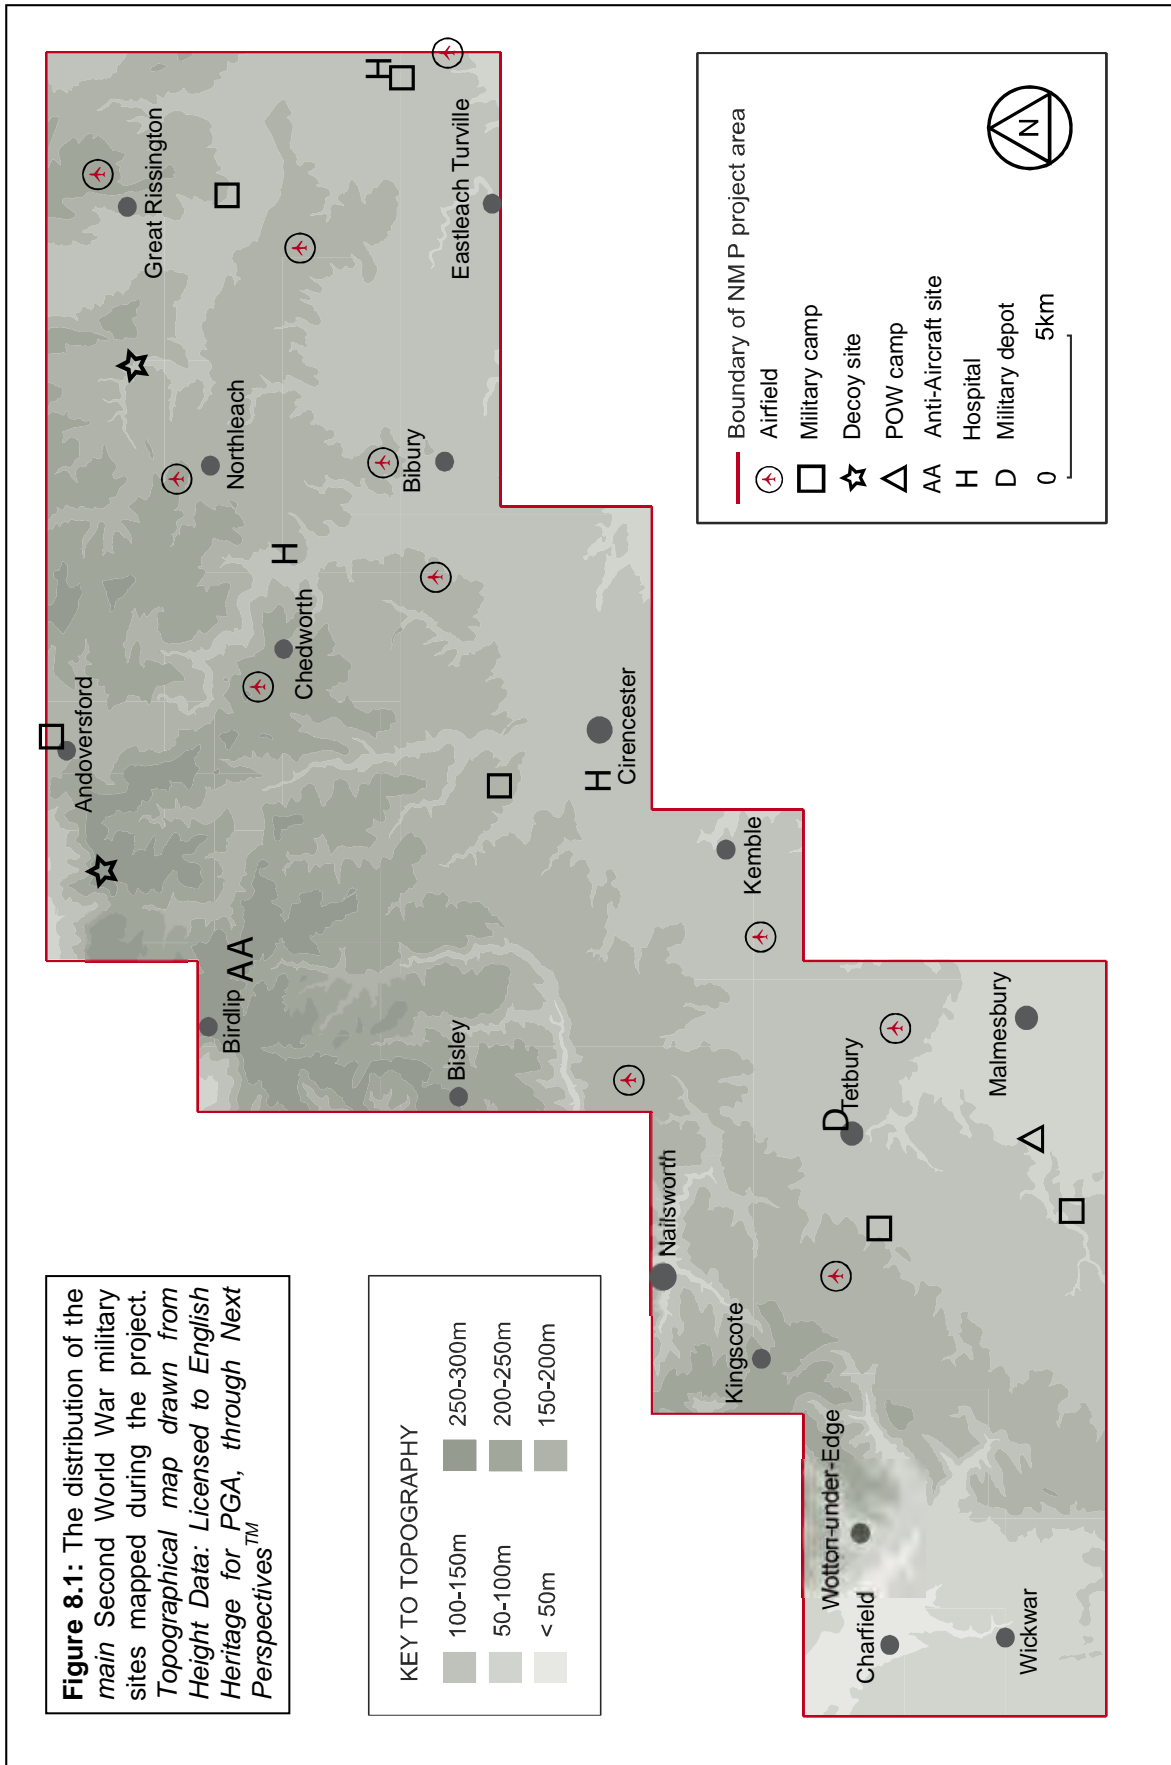 Figure 8.1: The distribution of the
main Second World War military
sites mapped during the project.
Topographical map drawn from
Height Data: Licensed to English
Heritage for PGA, through Next
Perspectives™
KEY TO TOPOGRAPHY
100-150m
250-300m
50-100m
200-250m
< 50m
150-200m
Andoversford
Great Rissington
Birdlip
AA
Northleach
H
Chedworth
H
Bibury
Eastleach Turville
Bisley
H
Cirencester
Nailsworth
Kemble
Kingscote
D
Tetbury
Wotton-under-Edge
Charfield
Malmesbury
Wickwar
Boundary of NMP project area
Airfield
Military camp
Decoy site
POW camp
AA Anti-Aircraft site
H Hospital
D Military depot
0 5km
N